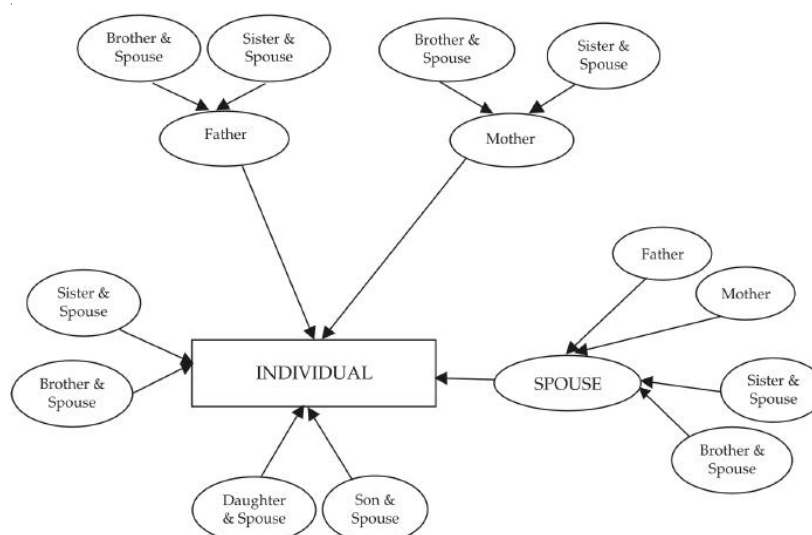 Brother &
Spouse
Sister &
Spouse
Brother &
Spouse
Sister &
Spouse
Father
Mother
Father
Mother
Sister &
Spouse
Brother &
Spouse
INDIVIDUAL
SPOUSE
Sister &
Spouse
Brother &
Spouse
Daughter
& Spouse
Son &
Spouse